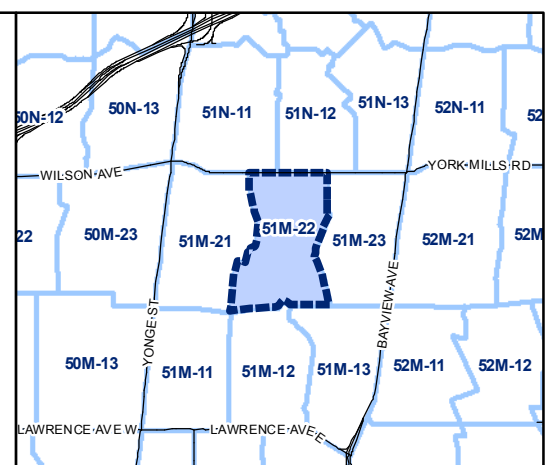 50N-12
50N-13
51N-11
51N-12
51N-13
52N-11
52
WILSON AVE
YORK MILLS RD
22
50M-23
51M-21
51M-22
51M-23
52M-21
52M
YONGE ST
BAYVIEW AVE
50M-13
51M-11
51M-12
51M-13
52M-11
52M-12
LAWRENCE AVE W
LAWRENCE AVE E